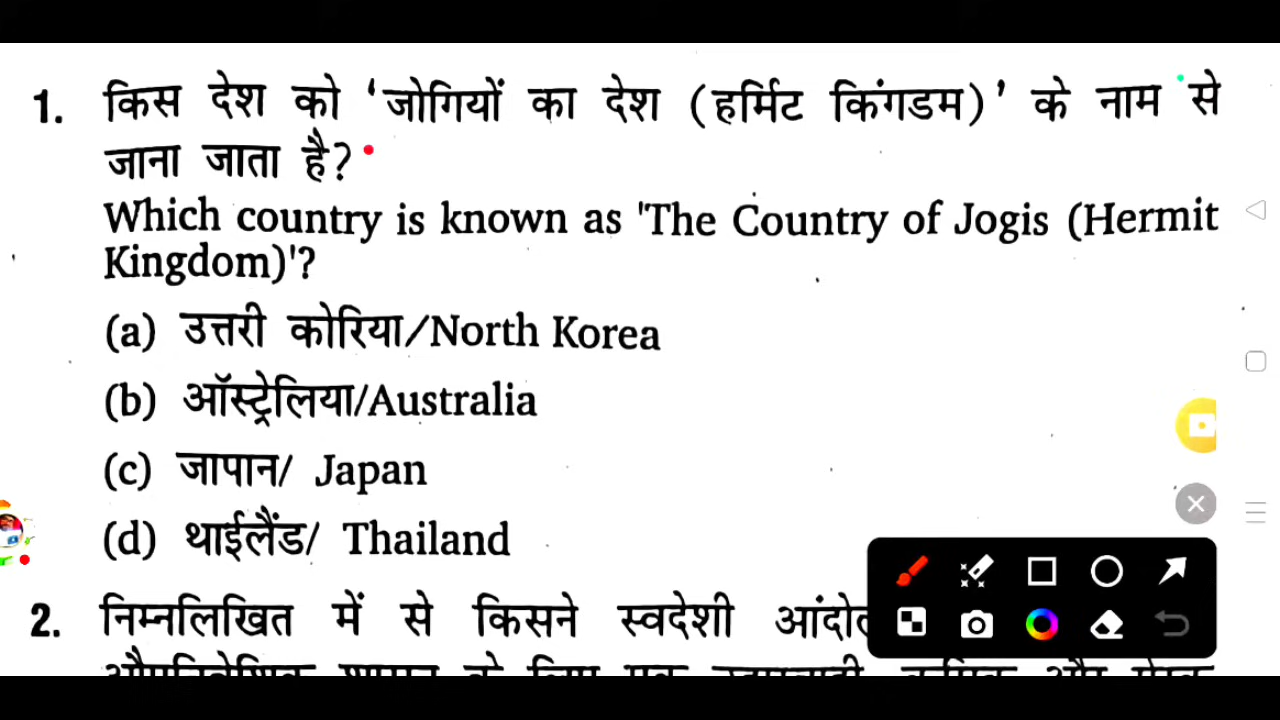 1. किस देश को ‘जोगियों का देश (हर्मिट किंगडम)’ के नाम से
जाना जाता है?
Which country is known as 'The Country of Jogis (Hermit
Kingdom)'?
(a) उत्तरी कोरिया/North Korea
(b) ऑस्ट्रेलिया/Australia
(c) जापान/ Japan
(d) थाईलैंड/ Thailand
2. निम्नलिखित में से किसने स्वदेशी